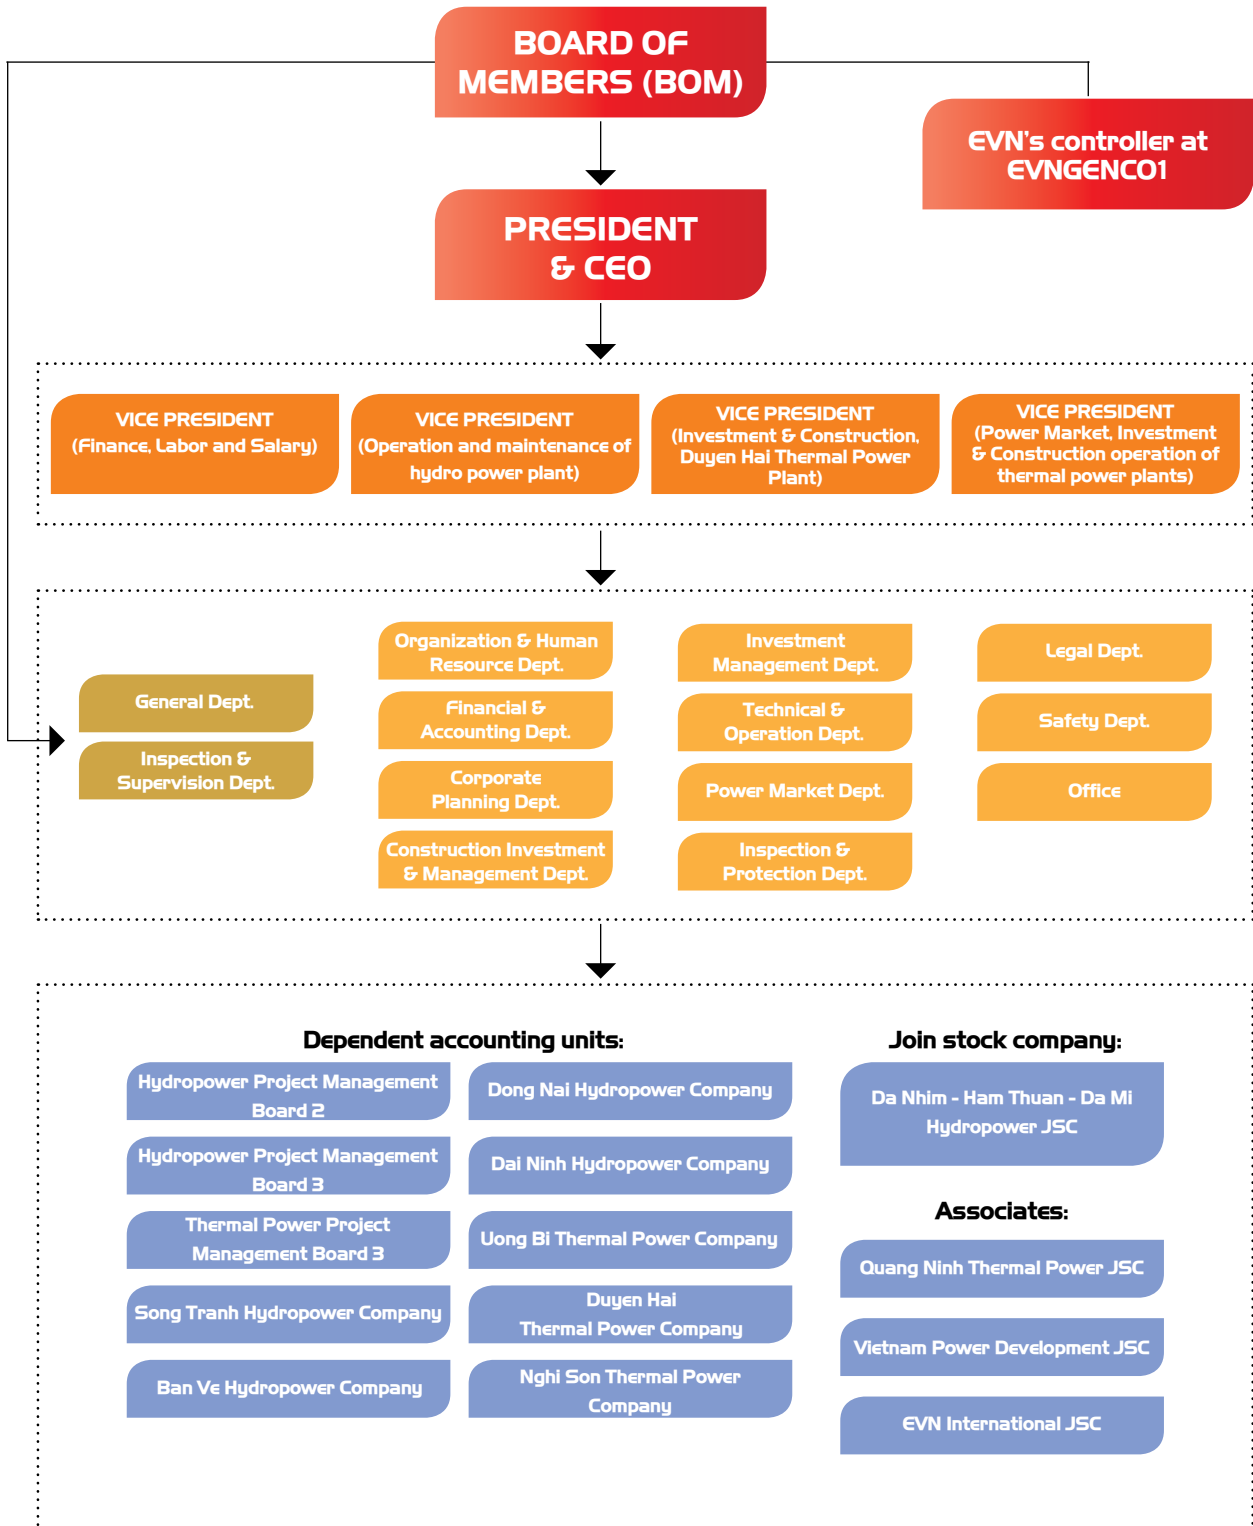 BOARD OF
MEMBERS (BOM)
EVN's controller at
EVNGENCO1
PRESIDENT
& CEO
VICE PRESIDENT
(Finance, Labor and Salary)
VICE PRESIDENT
(Operation and maintenance of
hydro power plant)
VICE PRESIDENT
(Investment & Construction,
Duyen Hai Thermal Power
Plant)
VICE PRESIDENT
(Power Market, Investment
& Construction operation of
thermal power plants)
General Dept.
Inspection &
Supervision Dept.
Organization & Human
Resource Dept.
Financial &
Accounting Dept.
Corporate
Planning Dept.
Construction Investment
& Management Dept.
Investment
Management Dept.
Technical &
Operation Dept.
Power Market Dept.
Inspection &
Protection Dept.
Legal Dept.
Safety Dept.
Office
Dependent accounting units:
Hydropower Project Management
Board 2
Hydropower Project Management
Board 3
Thermal Power Project
Management Board 3
Song Tranh Hydropower Company
Ban Ve Hydropower Company
Dong Nai Hydropower Company
Dai Ninh Hydropower Company
Uong Bi Thermal Power Company
Duyen Hai
Thermal Power Company
Nghi Son Thermal Power
Company
Join stock company:
Da Nhim - Ham Thuan - Da Mi
Hydropower JSC
Associates:
Quang Ninh Thermal Power JSC
Vietnam Power Development JSC
EVN International JSC